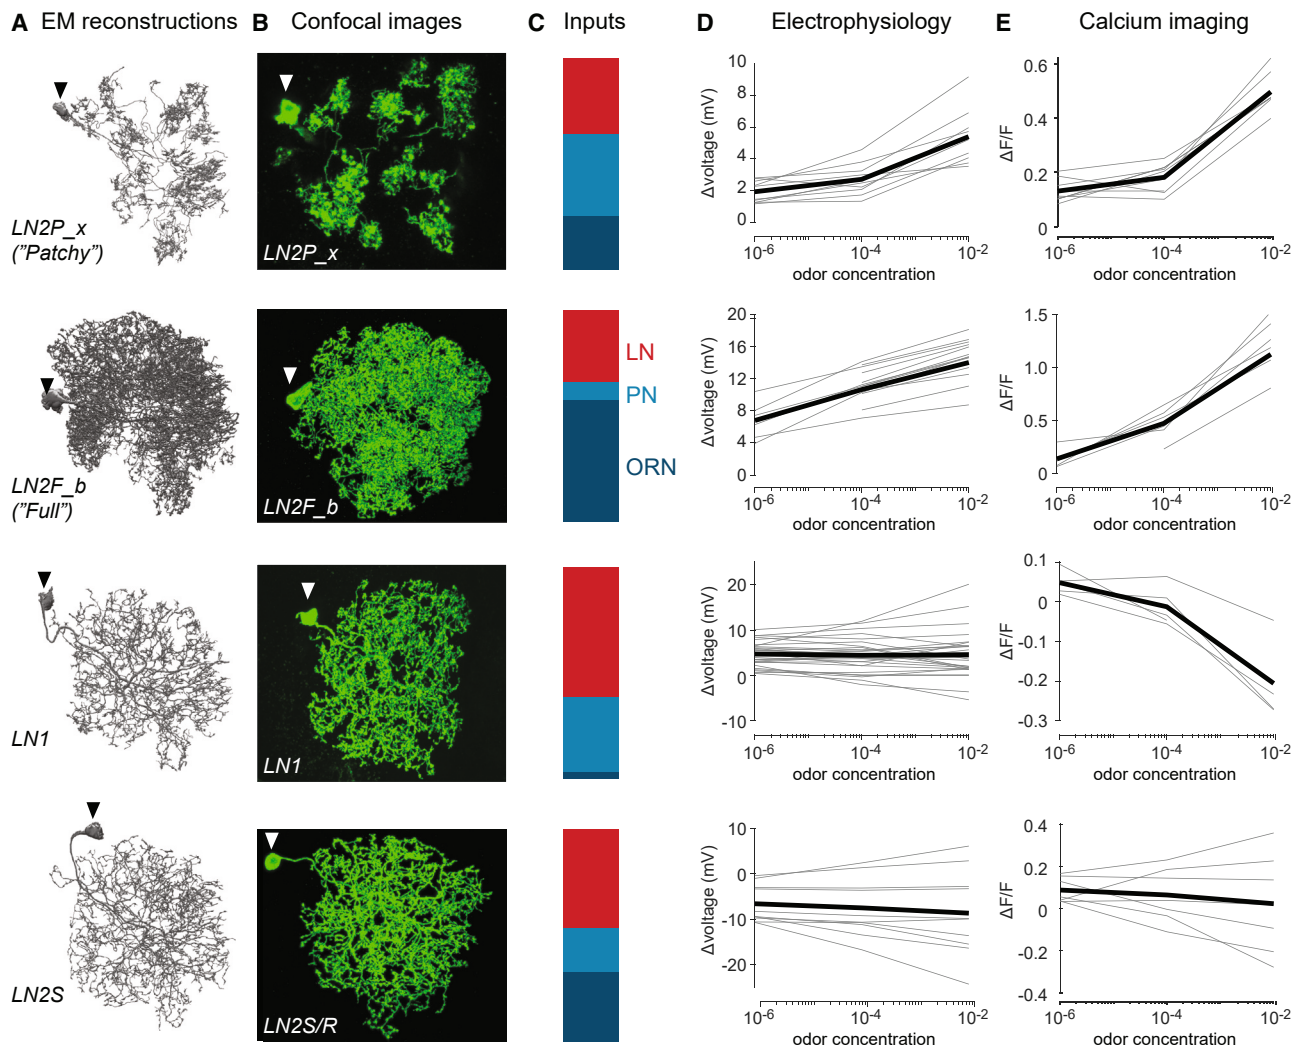 A EM reconstructions
B Confocal images
C Inputs
D Electrophysiology
E Calcium imaging
LN2P_x
("Patchy")
LN2P_x
10
8
6
4
2
0
Δvoltage (mV)
10-6 10-4 10-2
odor concentration
0.6
0.4
0.2
0
ΔF/F
10-6 10-4 10-2
odor concentration
LN2F_b
("Full")
LN2F_b
LN
PN
ORN
20
16
12
8
4
0
Δvoltage (mV)
10-6 10-4 10-2
odor concentration
1.5
1.0
0.5
0
ΔF/F
10-6 10-4 10-2
odor concentration
LN1
LN1
20
10
0
-10
Δvoltage (mV)
10-6 10-4 10-2
odor concentration
0.1
0
-0.1
-0.2
-0.3
ΔF/F
10-6 10-4 10-2
odor concentration
LN2S
LN2S/R
10
0
-10
-20
Δvoltage (mV)
10-6 10-4 10-2
odor concentration
0.4
0.2
0
-0.2
-0.4
ΔF/F
10-6 10-4 10-2
odor concentration